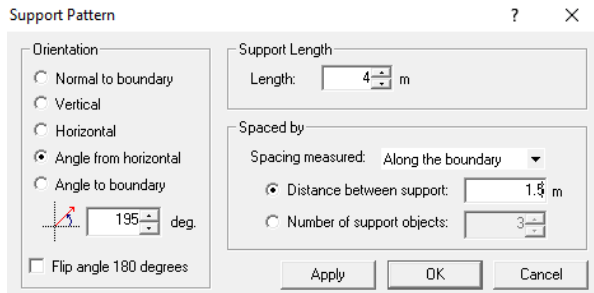 Support Pattern ? ×
Orientation
Normal to boundary
Vertical
Horizontal
Angle from horizontal
Angle to boundary
195 deg.
Flip angle 180 degrees
Support Length
Length: 4 m
Spaced by
Spacing measured: Along the boundary
Distance between support: 1.5 m
Number of support objects: 3
Apply OK Cancel